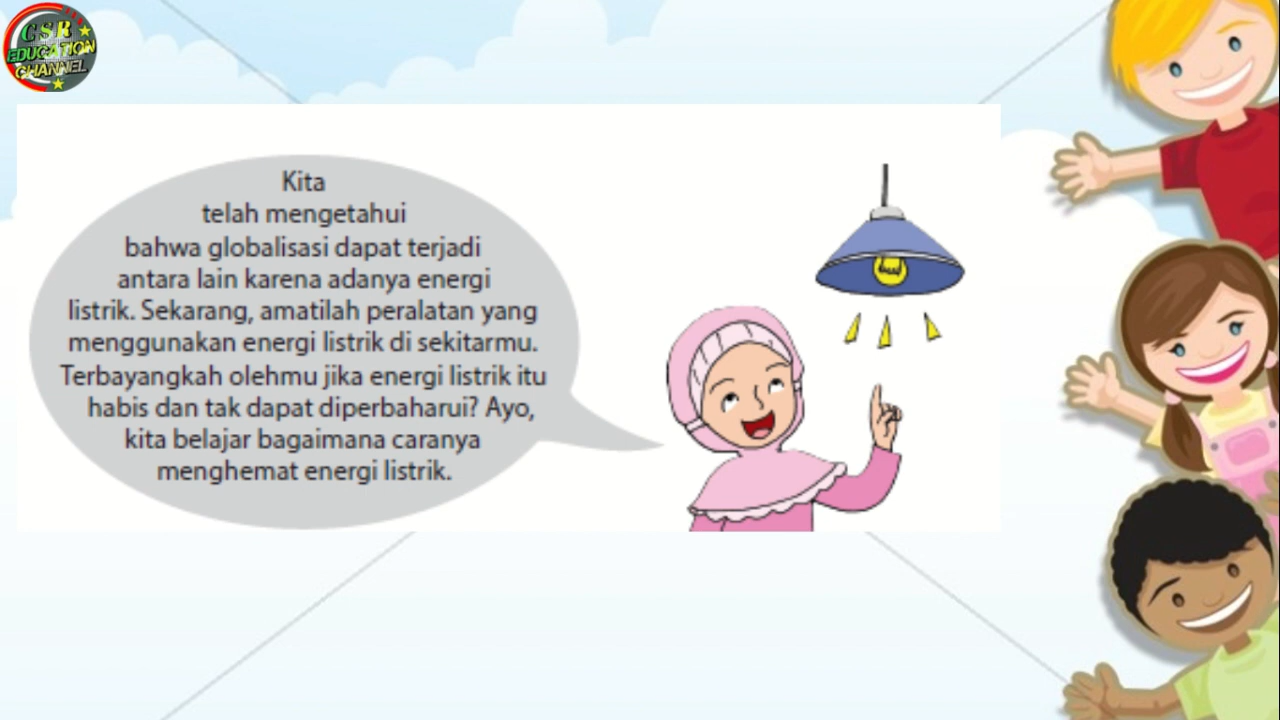 GSR
EDUCATION
CHANNEL
Kita
telah mengetahui
bahwa globalisasi dapat terjadi
antara lain karena adanya energi
listrik. Sekarang, amatilah peralatan yang
menggunakan energi listrik di sekitarmu.
Terbayangkah olehmu jika energi listrik itu
habis dan tak dapat diperbaharui? Ayo,
kita belajar bagaimana caranya
menghemat energi listrik.